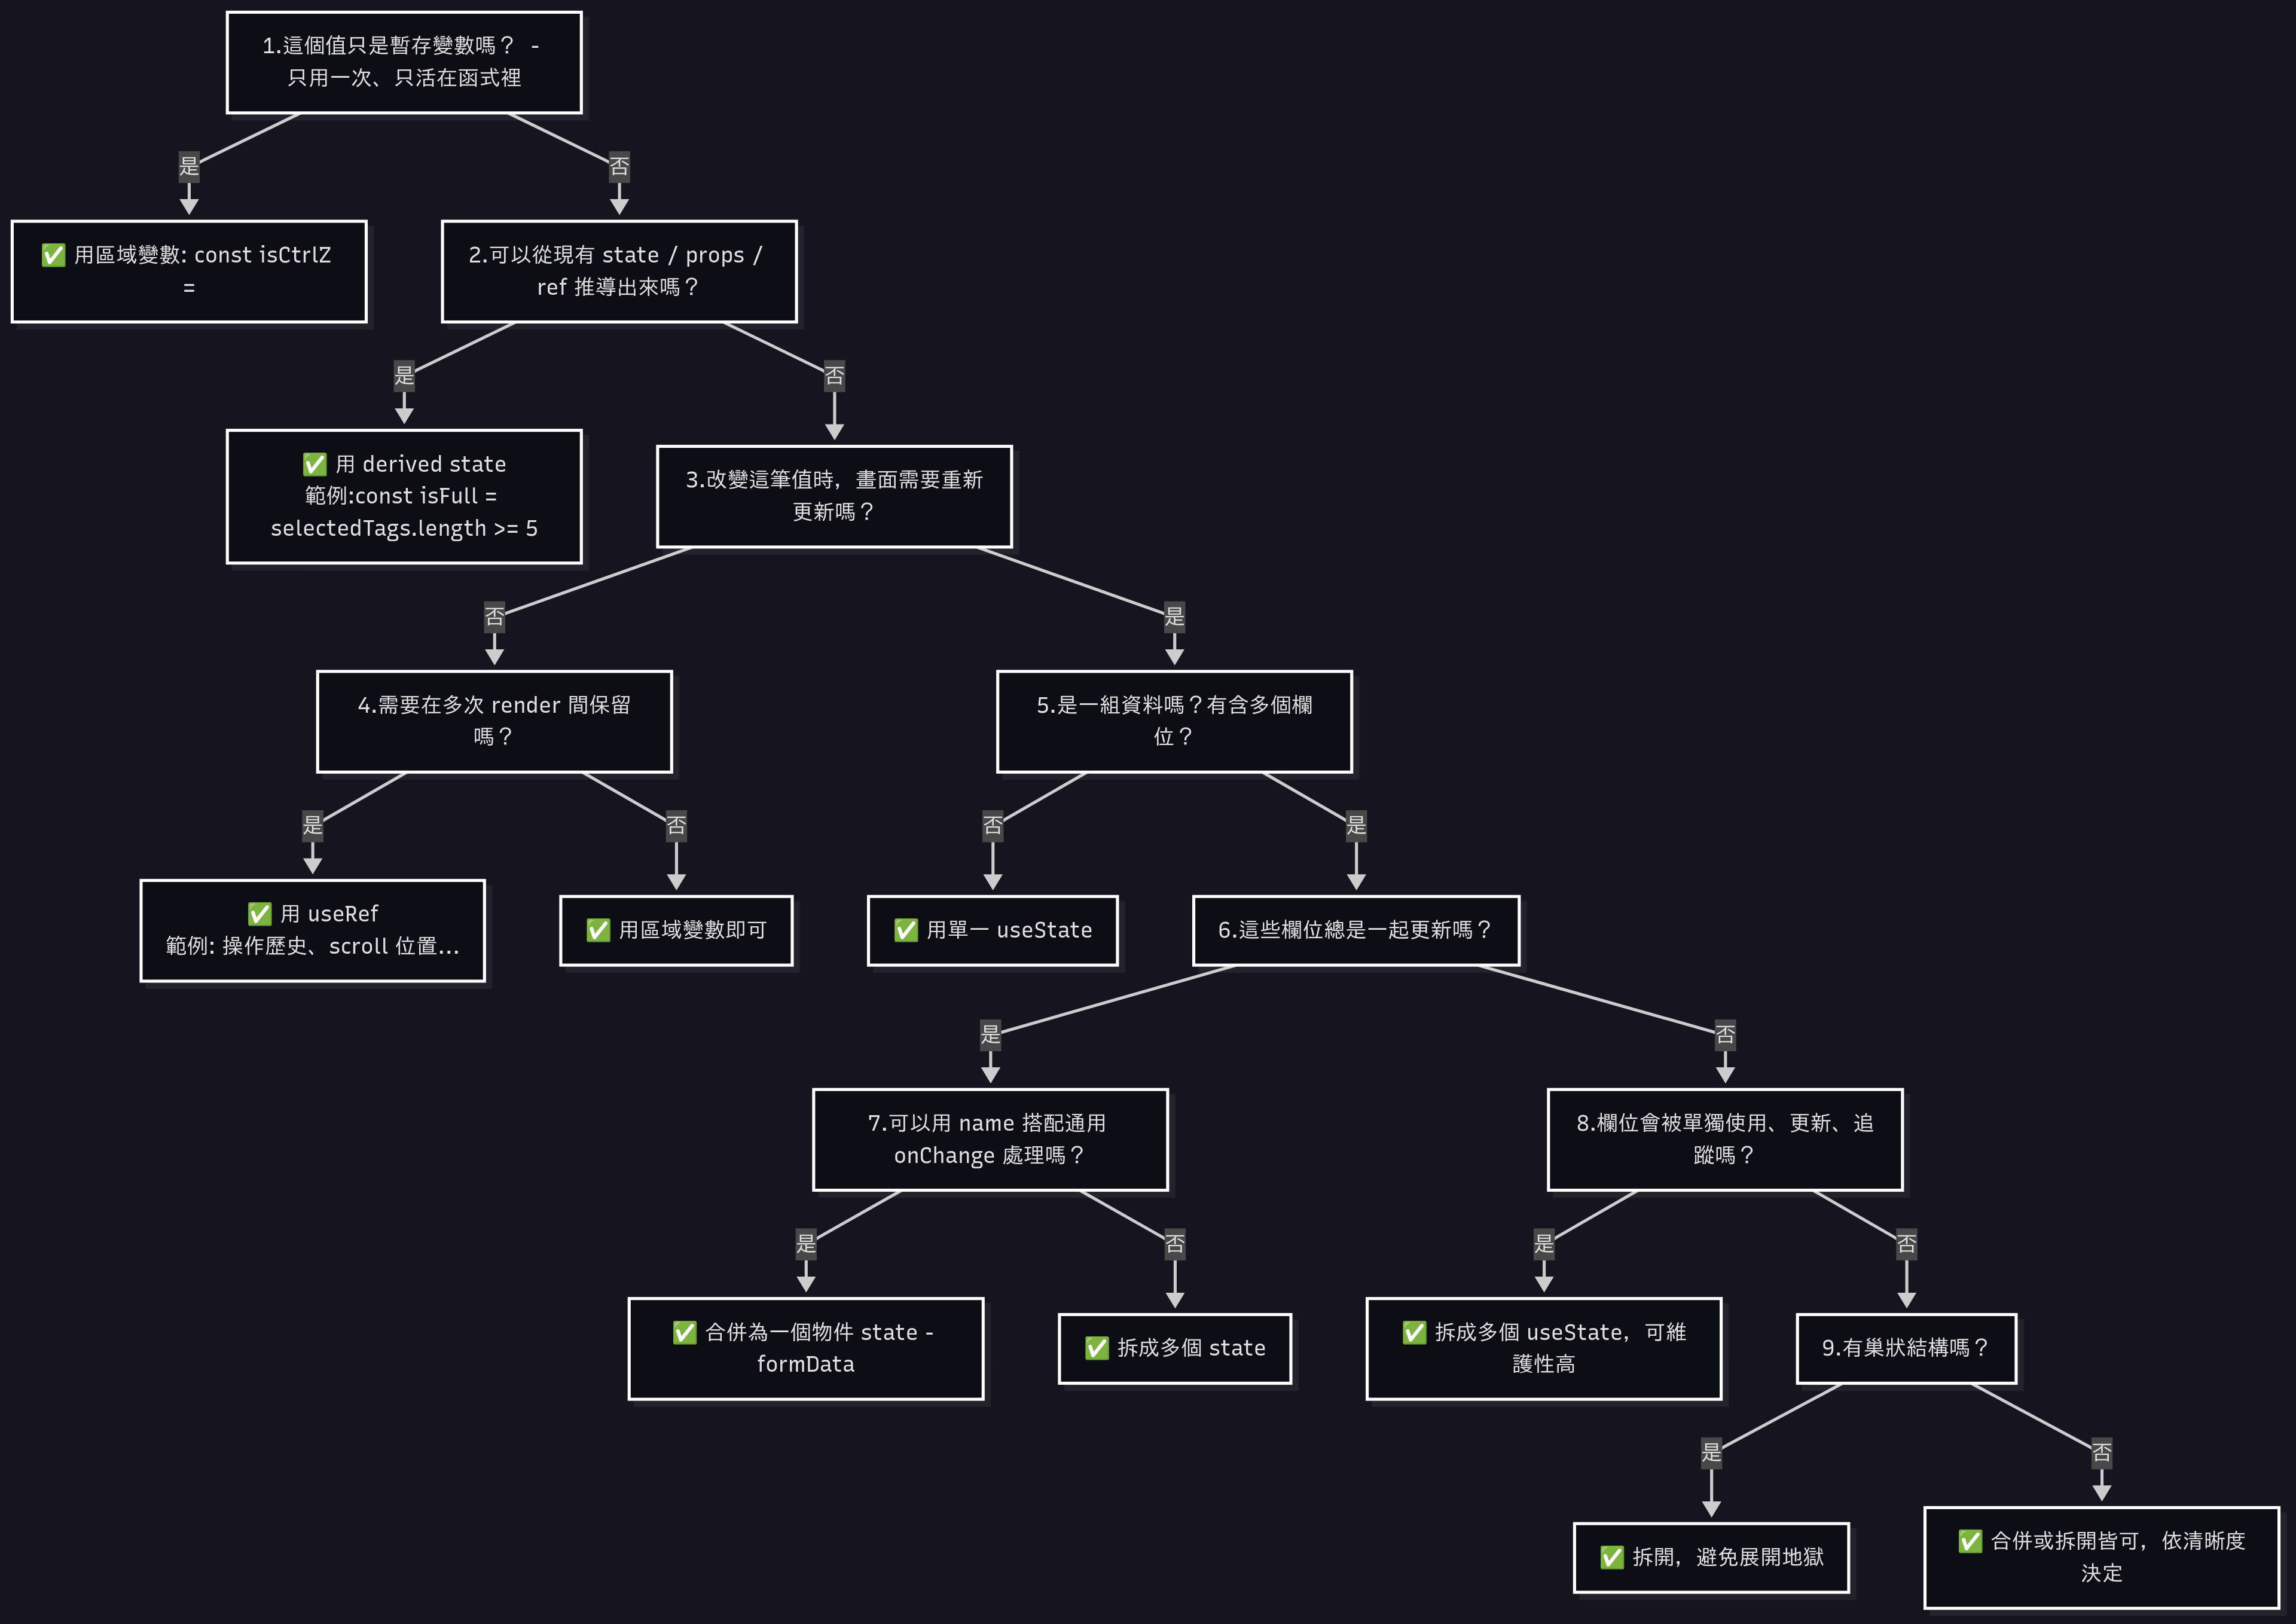 1.這個值只是暫存變數嗎？ -
只用一次、只活在函式裡
是
否
✅ 用區域變數: const isCtrlZ
=
2.可以從現有 state / props /
ref 推導出來嗎？
是
否
✅ 用 derived state
範例:const isFull =
selectedTags.length >= 5
3.改變這筆值時，畫面需要重新
更新嗎？
否
是
4.需要在多次 render 間保留
嗎？
5.是一組資料嗎？有含多個欄
位？
是
否
否
是
✅ 用 useRef
範例: 操作歷史、scroll 位置...
✅ 用區域變數即可
✅ 用單一 useState
6.這些欄位總是一起更新嗎？
是
否
7.可以用 name 搭配通用
onChange 處理嗎？
8.欄位會被單獨使用、更新、追
蹤嗎？
是
否
是
否
✅ 合併為一個物件 state -
formData
✅ 拆成多個 state
✅ 拆成多個 useState，可維
護性高
9.有巢狀結構嗎？
是
否
✅ 拆開，避免展開地獄
✅ 合併或拆開皆可，依清晰度
決定